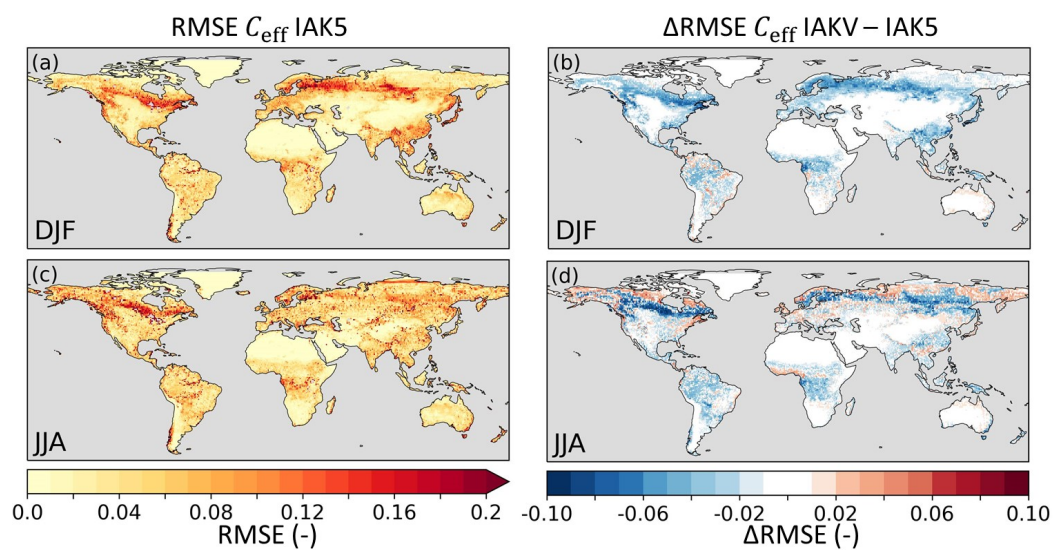 RMSE C_eff IAK5
ΔRMSE C_eff IAKV – IAK5
(a)
DJF
(b)
DJF
(c)
JJA
(d)
JJA
0.0 0.04 0.08 0.12 0.16 0.2
RMSE (-)
-0.10 -0.06 -0.02 0.02 0.06 0.10
ΔRMSE (-)